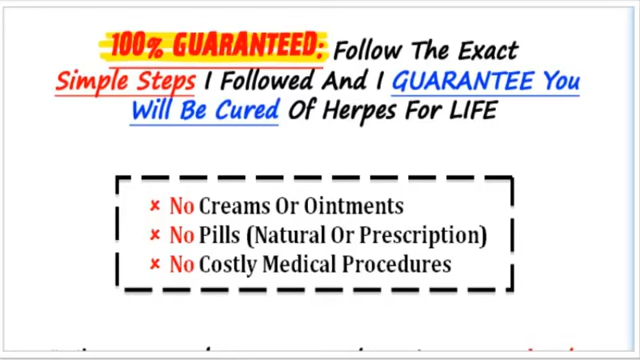 100% GUARANTEED: Follow The Exact
Simple Steps I Followed And I GUARANTEE You
Will Be Cured Of Herpes For LIFE
✘ No Creams Or Ointments
✘ No Pills (Natural Or Prescription)
✘ No Costly Medical Procedures